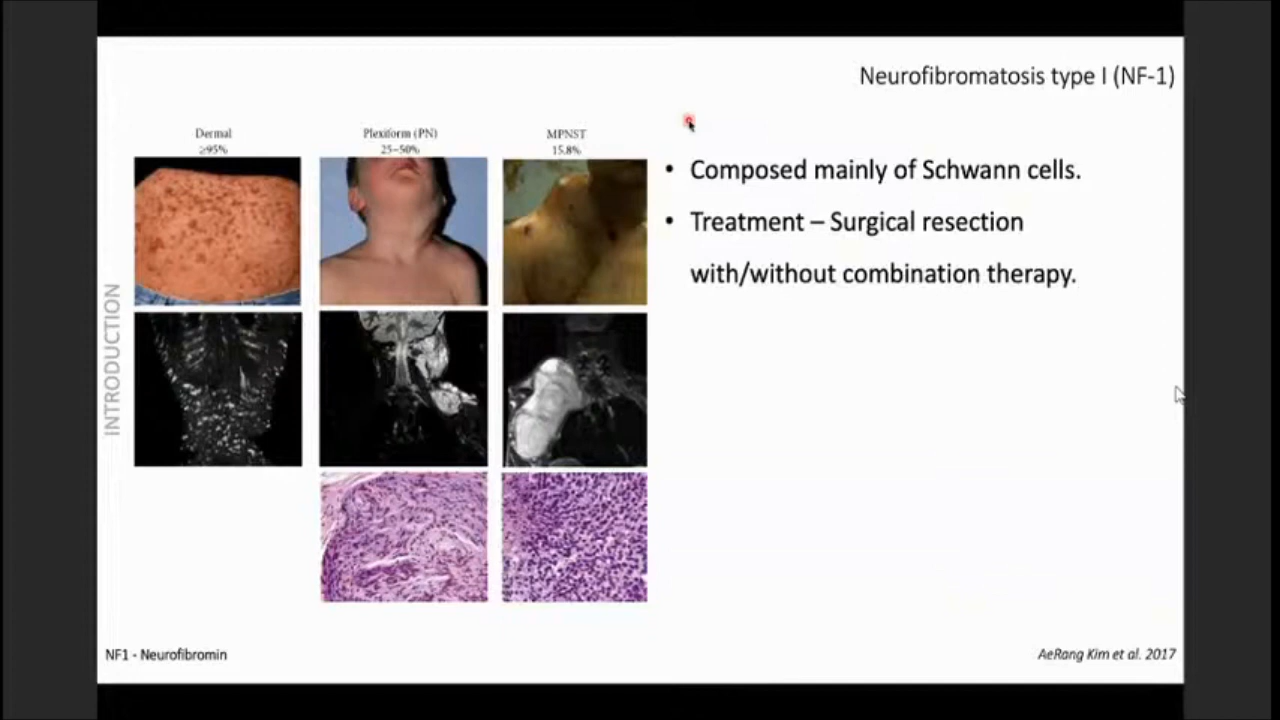 Neurofibromatosis type I (NF-1)
Dermal
≥95%
Plexiform (PN)
25–50%
MPNST
15.8%
• Composed mainly of Schwann cells.
• Treatment – Surgical resection
with/without combination therapy.
INTRODUCTION
NF1 - Neurofibromin
AeRang Kim et al. 2017